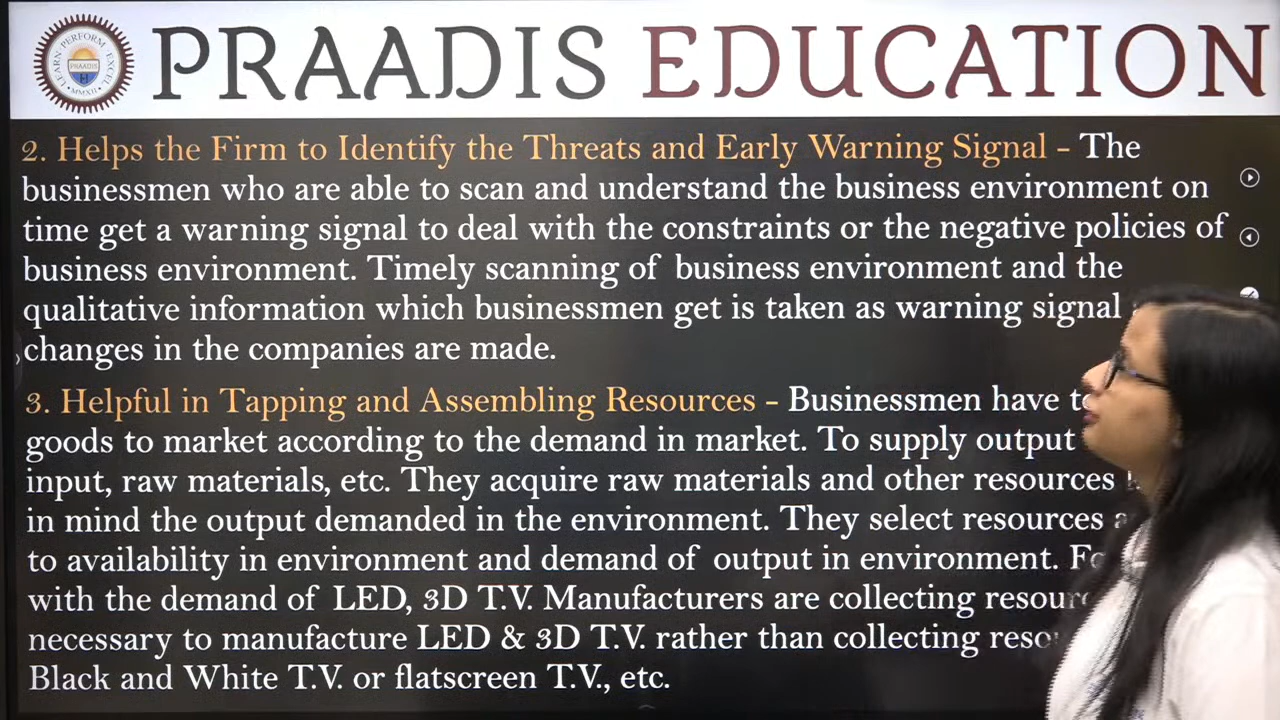 PRAADIS EDUCATION
LEARN · PERFORM · EXCEL
PRAADIS
MMXII
2. Helps the Firm to Identify the Threats and Early Warning Signal - The
businessmen who are able to scan and understand the business environment on
time get a warning signal to deal with the constraints or the negative policies of
business environment. Timely scanning of business environment and the
qualitative information which businessmen get is taken as warning signal
changes in the companies are made.
3. Helpful in Tapping and Assembling Resources - Businessmen have
goods to market according to the demand in market. To supply output
input, raw materials, etc. They acquire raw materials and other resources
in mind the output demanded in the environment. They select resources
to availability in environment and demand of output in environment.
with the demand of LED, 3D T.V. Manufacturers are collecting
necessary to manufacture LED & 3D T.V. rather than collecting
Black and White T.V. or flatscreen T.V., etc.